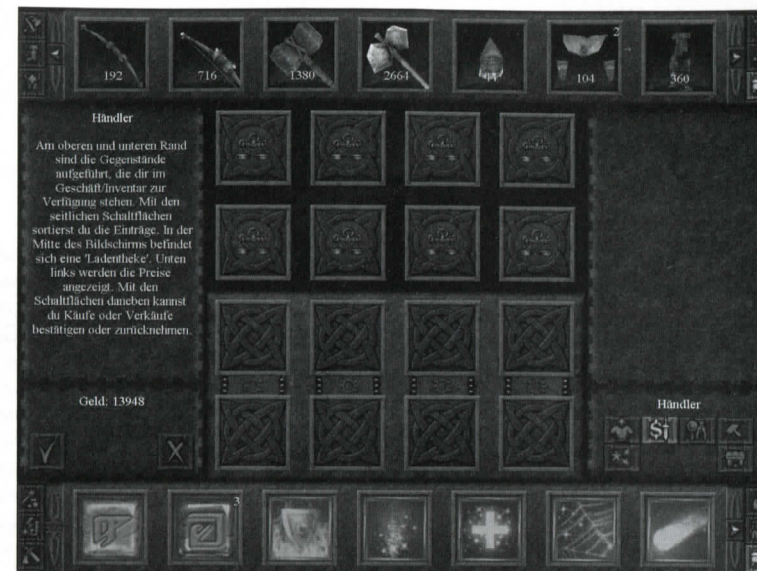 192
716
1380
2664
2
104
360
Händler
Am oberen und unteren Rand
sind die Gegenstände
aufgeführt, die dir im
Geschäft/Inventar zur
Verfügung stehen. Mit den
seitlichen Schaltflächen
sortierst du die Einträge. In der
Mitte des Bildschirms befindet
sich eine 'Ladentheke'. Unten
links werden die Preise
angezeigt. Mit den
Schaltflächen daneben kannst
du Käufe oder Verkäufe
bestätigen oder zurücknehmen.
Geld: 13948
Händler
3